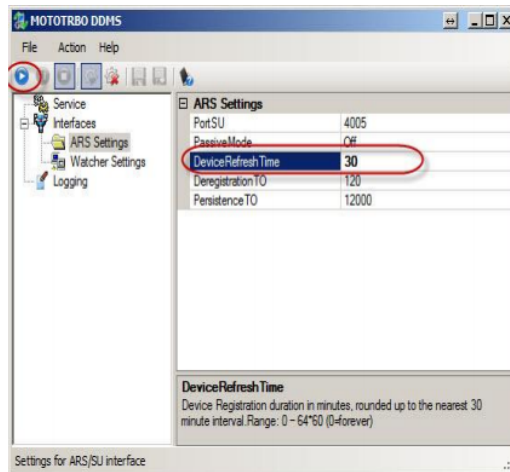 MOTOTRBO DDMS
File Action Help
Service
Interfaces
ARS Settings
Watcher Settings
Logging
ARS Settings
PortSU 4005
PassiveMode Off
DeviceRefreshTime 30
DeregistrationTO 120
PersistenceTO 12000
DeviceRefreshTime
Device Registration duration in minutes, rounded up to the nearest 30
minute interval.Range: 0 - 64*60 (0=forever)
Settings for ARS/SU interface